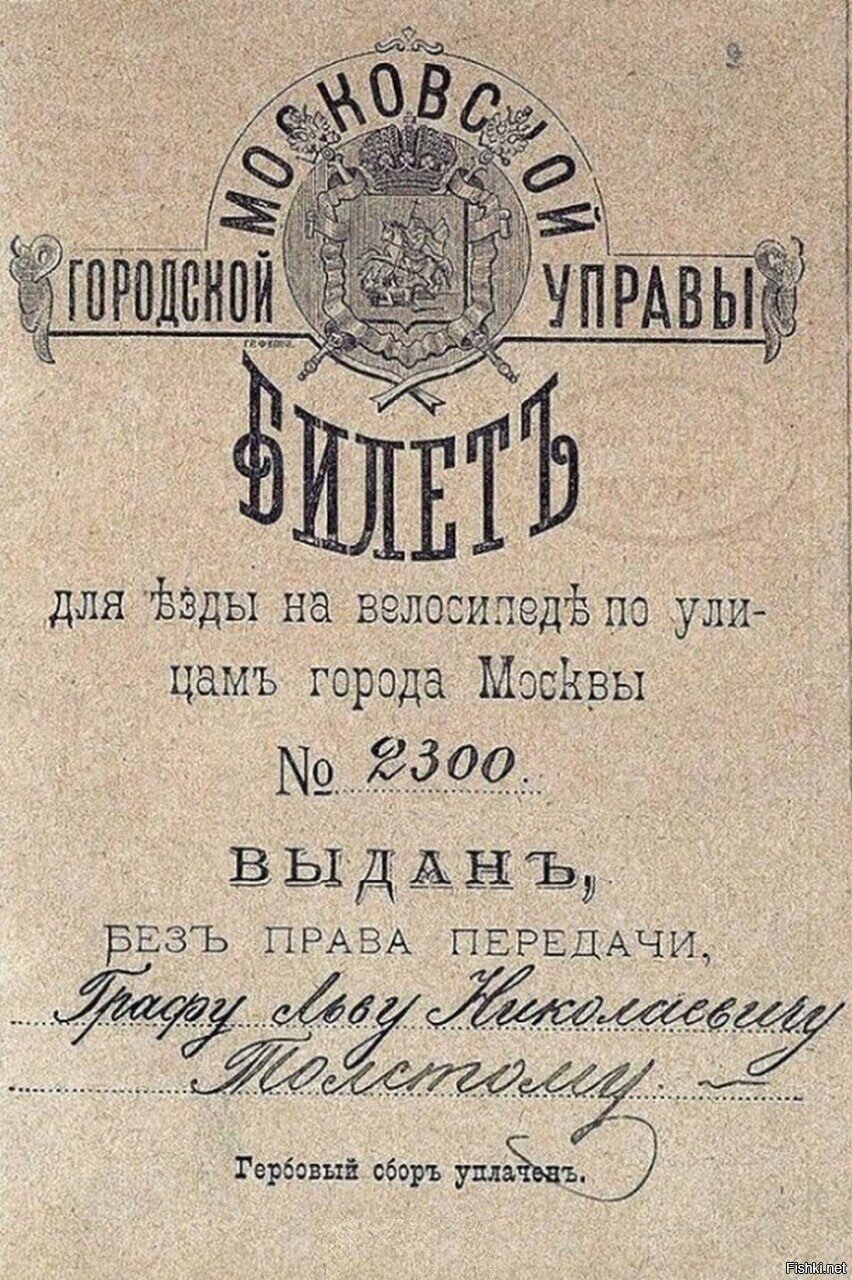 МОСКОВСКОЙ
ГОРОДСКОЙ УПРАВЫ
БИЛЕТЪ
для ѣзды на велосипедѣ по ули-
цамъ города Москвы
№ 2300.
ВЫДАНЪ,
БЕЗЪ ПРАВА ПЕРЕДАЧИ,
Графу Льву Николаевичу
Толстому.
Гербовый сборъ уплаченъ.
Fishki.net